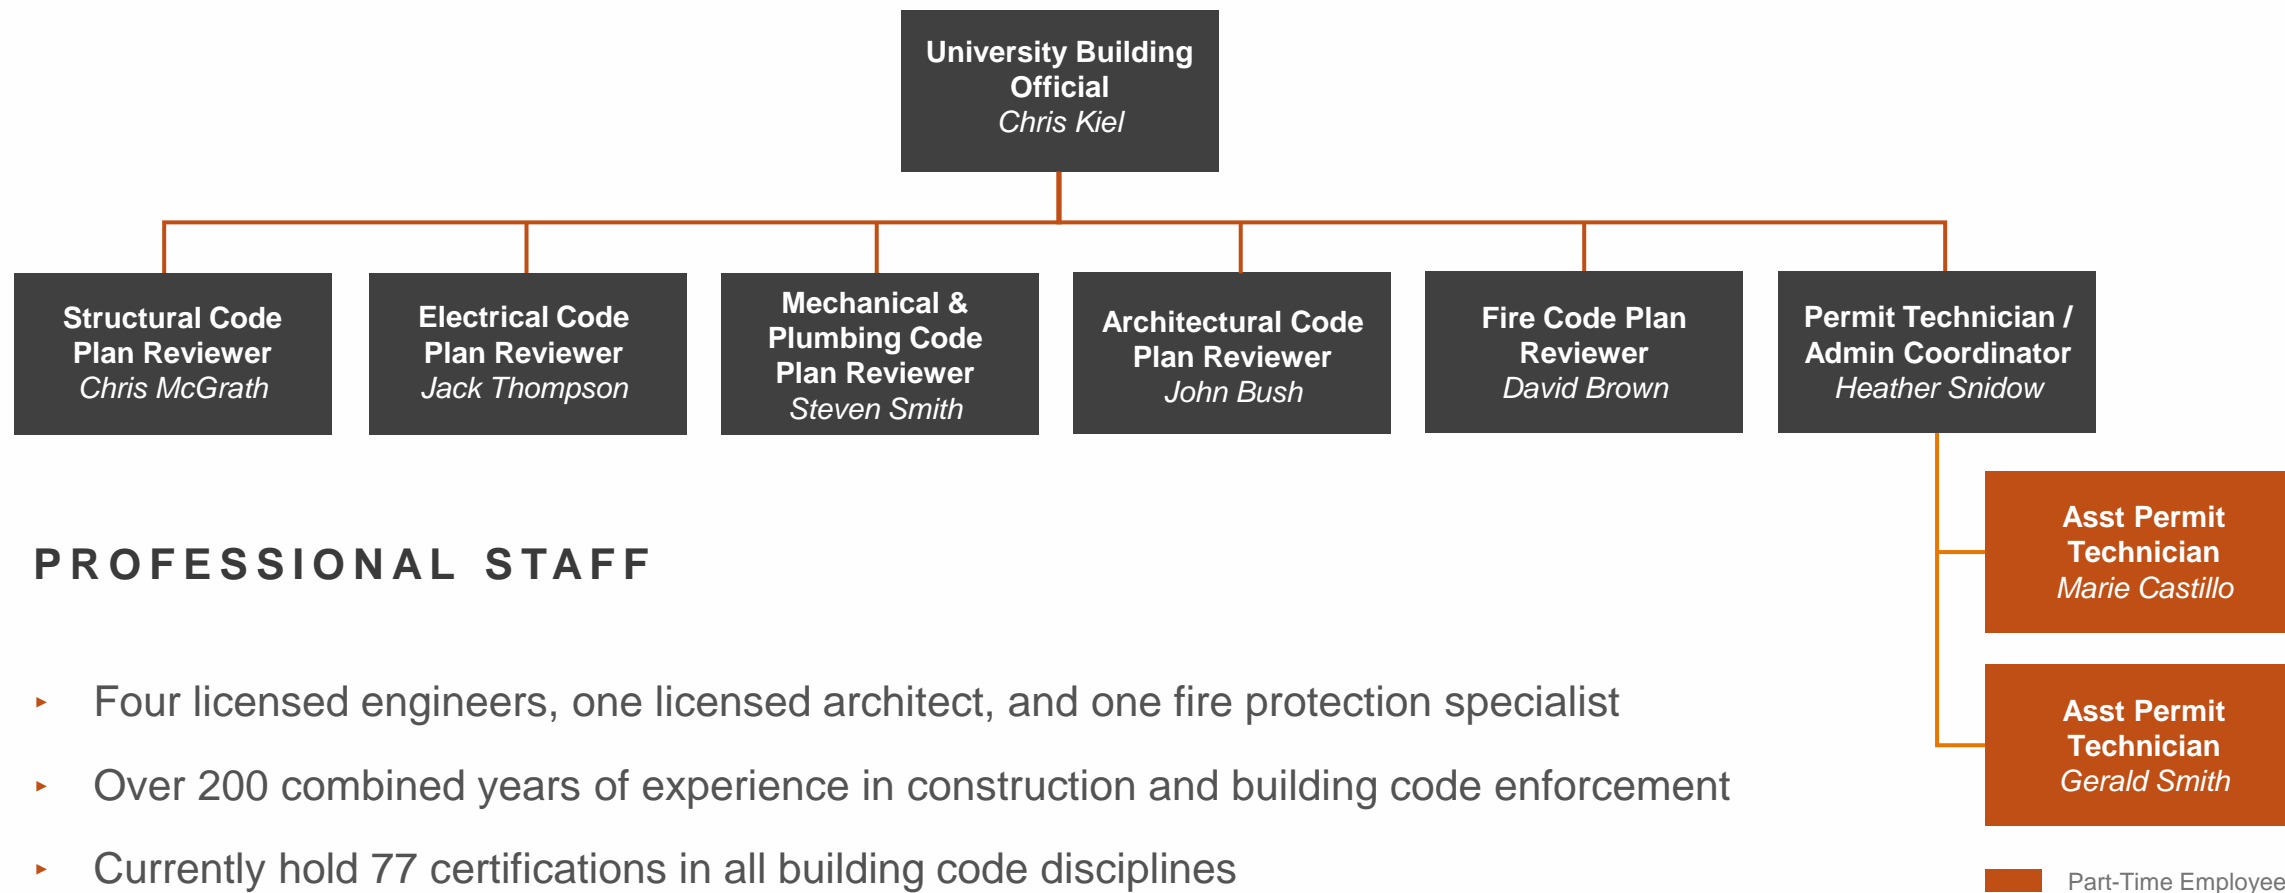 University Building
Official
Chris Kiel
Structural Code
Plan Reviewer
Chris McGrath
Electrical Code
Plan Reviewer
Jack Thompson
Mechanical &
Plumbing Code
Plan Reviewer
Steven Smith
Architectural Code
Plan Reviewer
John Bush
Fire Code Plan
Reviewer
David Brown
Permit Technician /
Admin Coordinator
Heather Snidow
Asst Permit
Technician
Marie Castillo
Asst Permit
Technician
Gerald Smith
PROFESSIONAL STAFF
‣ Four licensed engineers, one licensed architect, and one fire protection specialist
‣ Over 200 combined years of experience in construction and building code enforcement
‣ Currently hold 77 certifications in all building code disciplines
Part-Time Employee